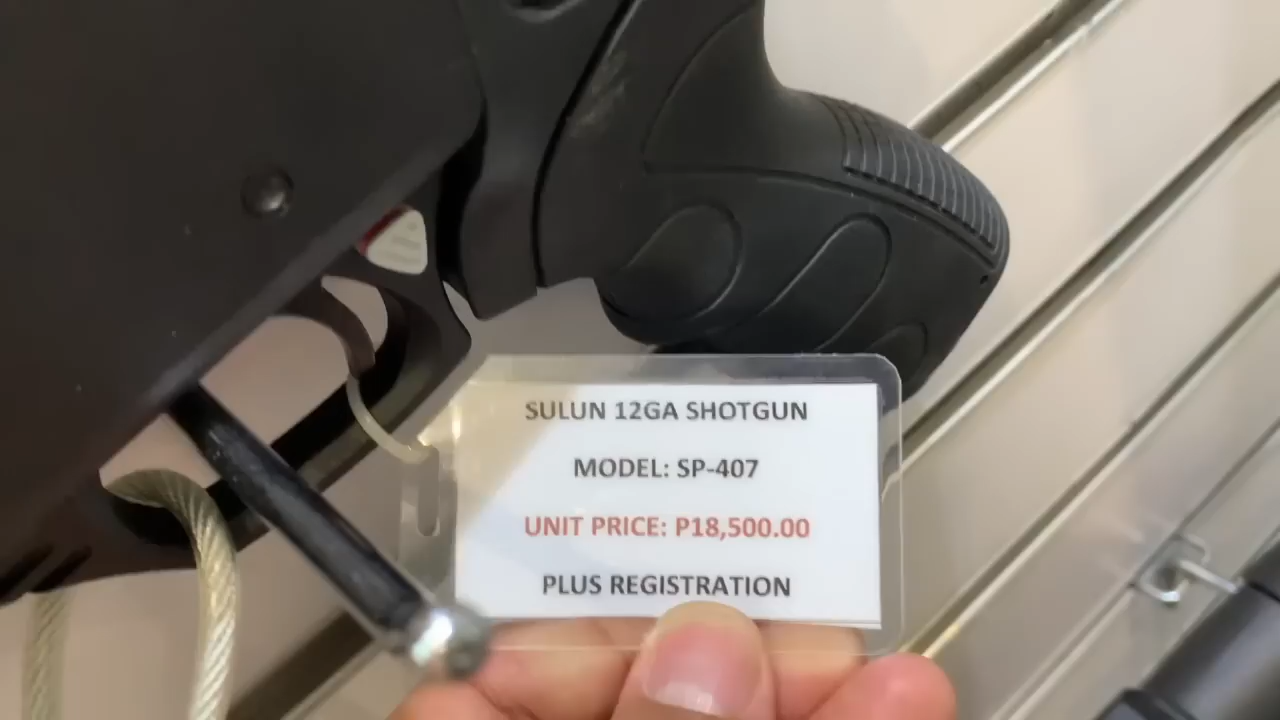 SULUN 12GA SHOTGUN
MODEL: SP-407
UNIT PRICE: P18,500.00
PLUS REGISTRATION